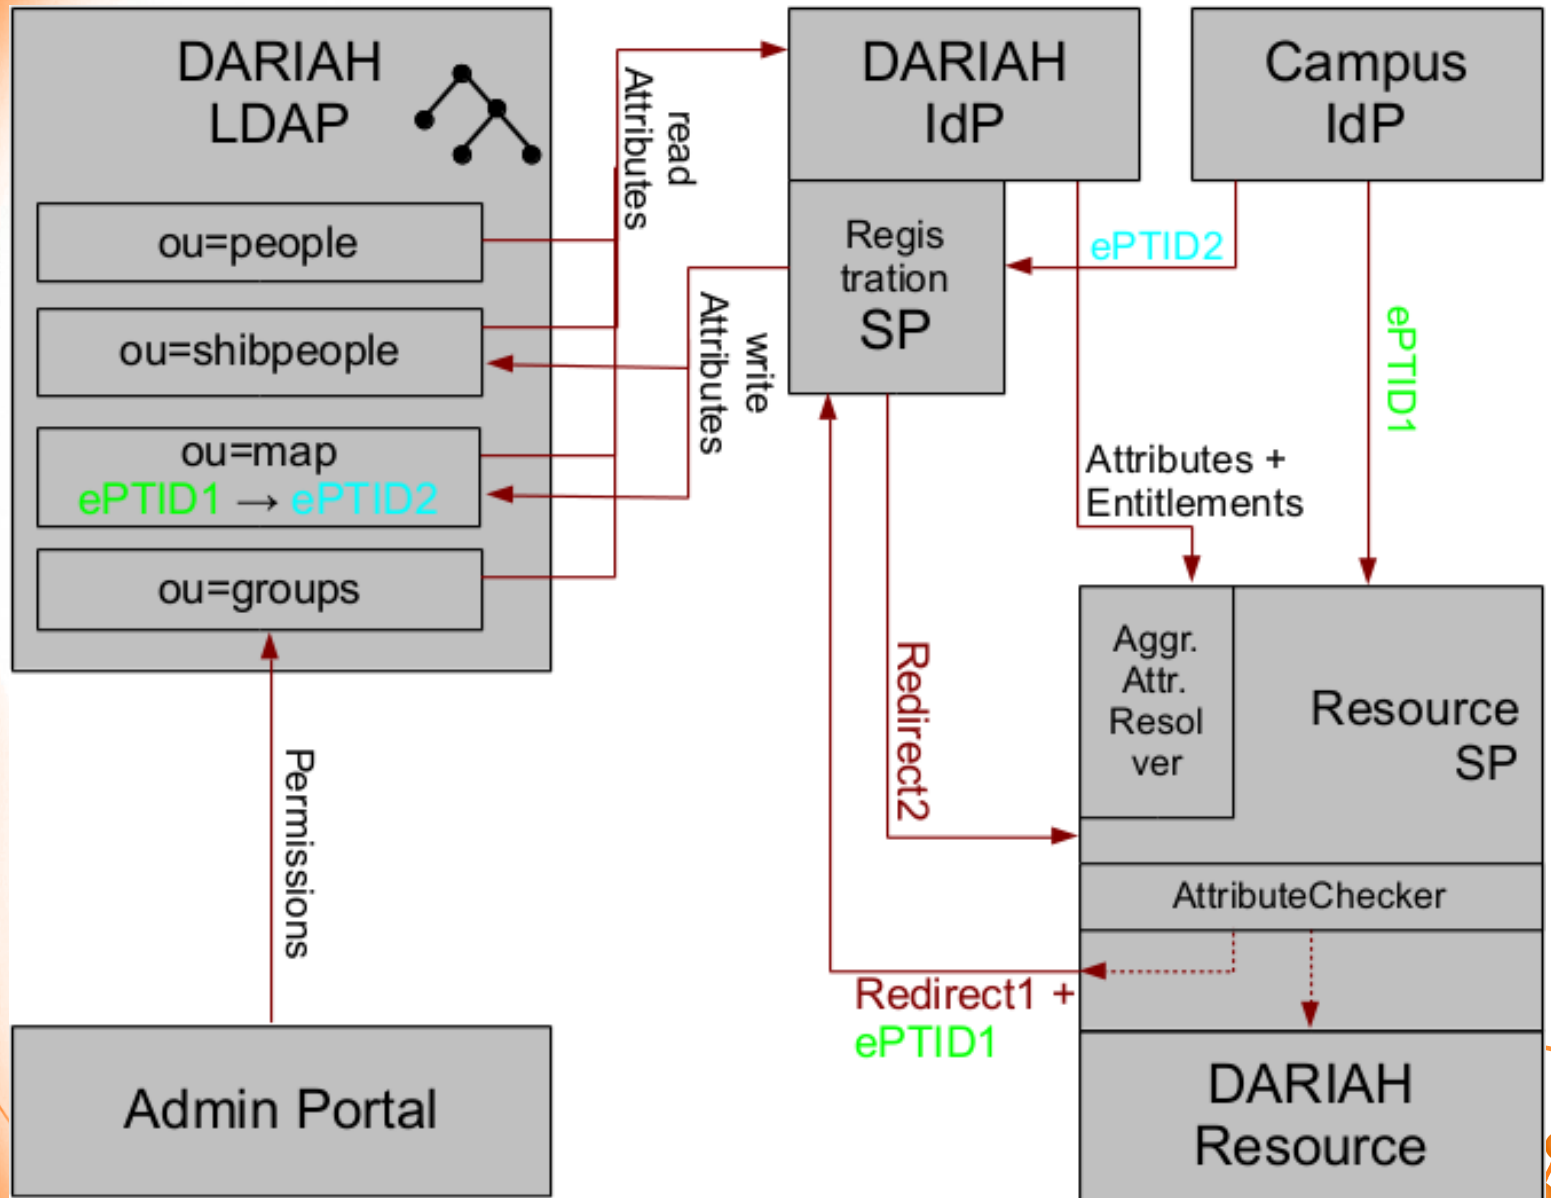 DARIAH
LDAP
ou=people
ou=shibpeople
ou=map
ePTID1 → ePTID2
ou=groups
Permissions
Admin Portal
read
Attributes
write
Attributes
DARIAH
IdP
Regis
tration
SP
Campus
IdP
ePTID2
ePTID1
Attributes +
Entitlements
Redirect2
Aggr.
Attr.
Resol
ver
Resource
SP
AttributeChecker
Redirect1 +
ePTID1
DARIAH
Resource